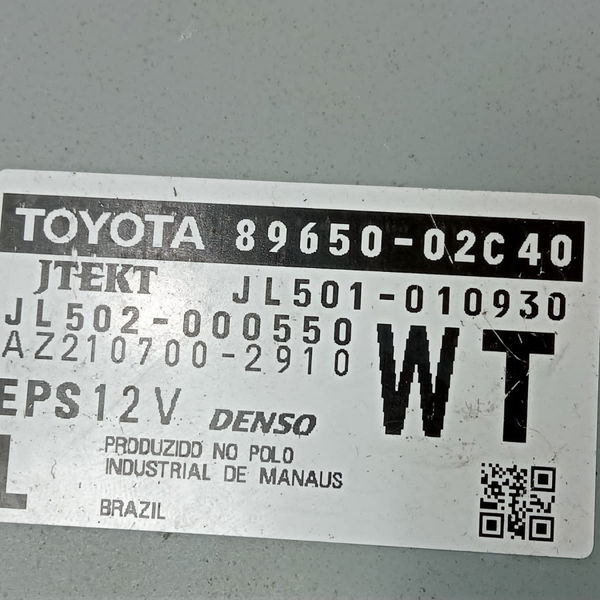 TOYOTA 89650-02C40
JTEKT JL501-010930
JL502-000550
AZ210700-2910
WT
EPS12V DENSO
L PRODUZIDO NO POLO
INDUSTRIAL DE MANAUS
BRAZIL